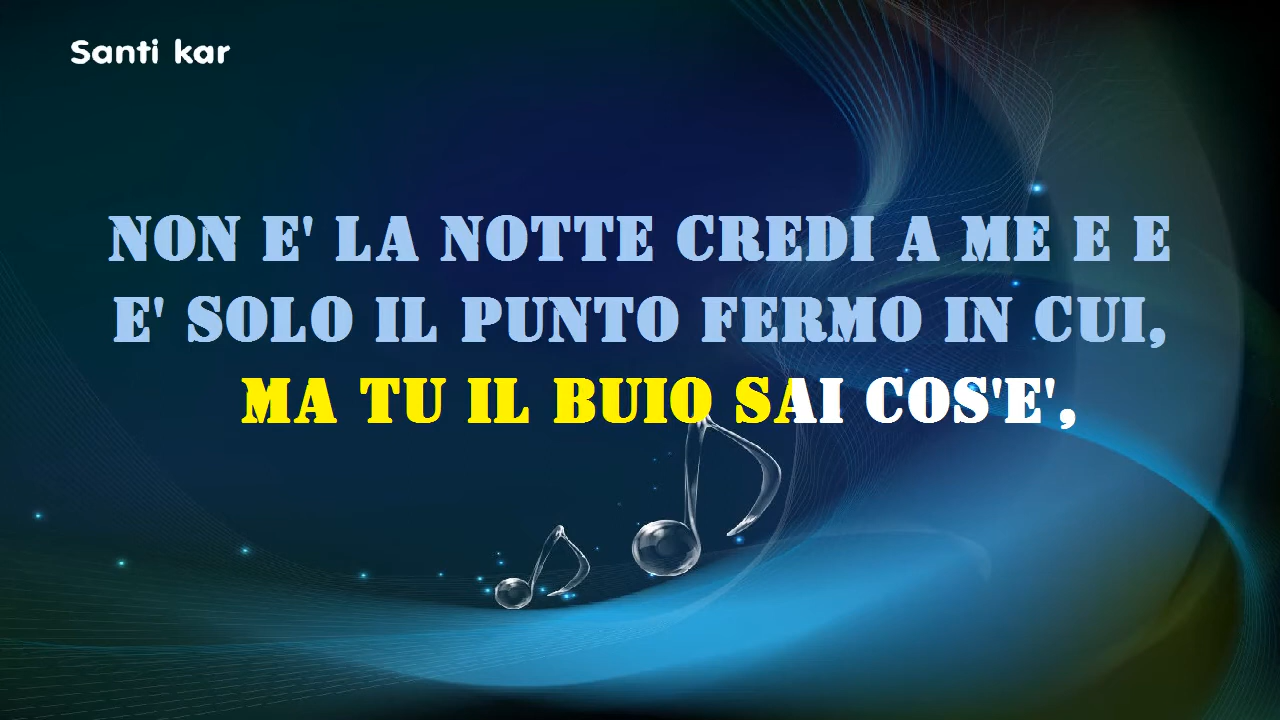 Santi kar
NON E' LA NOTTE CREDI A ME E E
E' SOLO IL PUNTO FERMO IN CUI,
MA TU IL BUIO SAI COS'E',